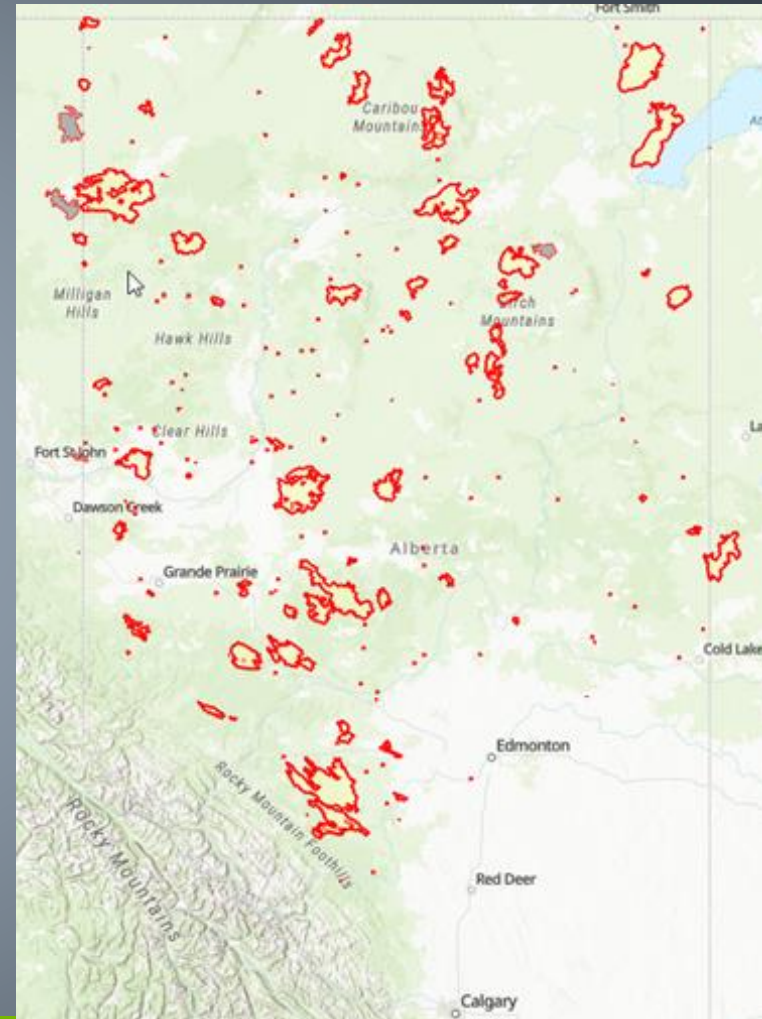 Fort Smith
Caribou
Mountain
Milligan
Hills
Birch
Mountains
Hawk Hills
Clear Hills
Fort St John
Dawson Creek
Alberta
Grande Prairie
Cold Lake
Edmonton
Rocky Mountain Foothills
Rocky Mountains
Red Deer
Calgary